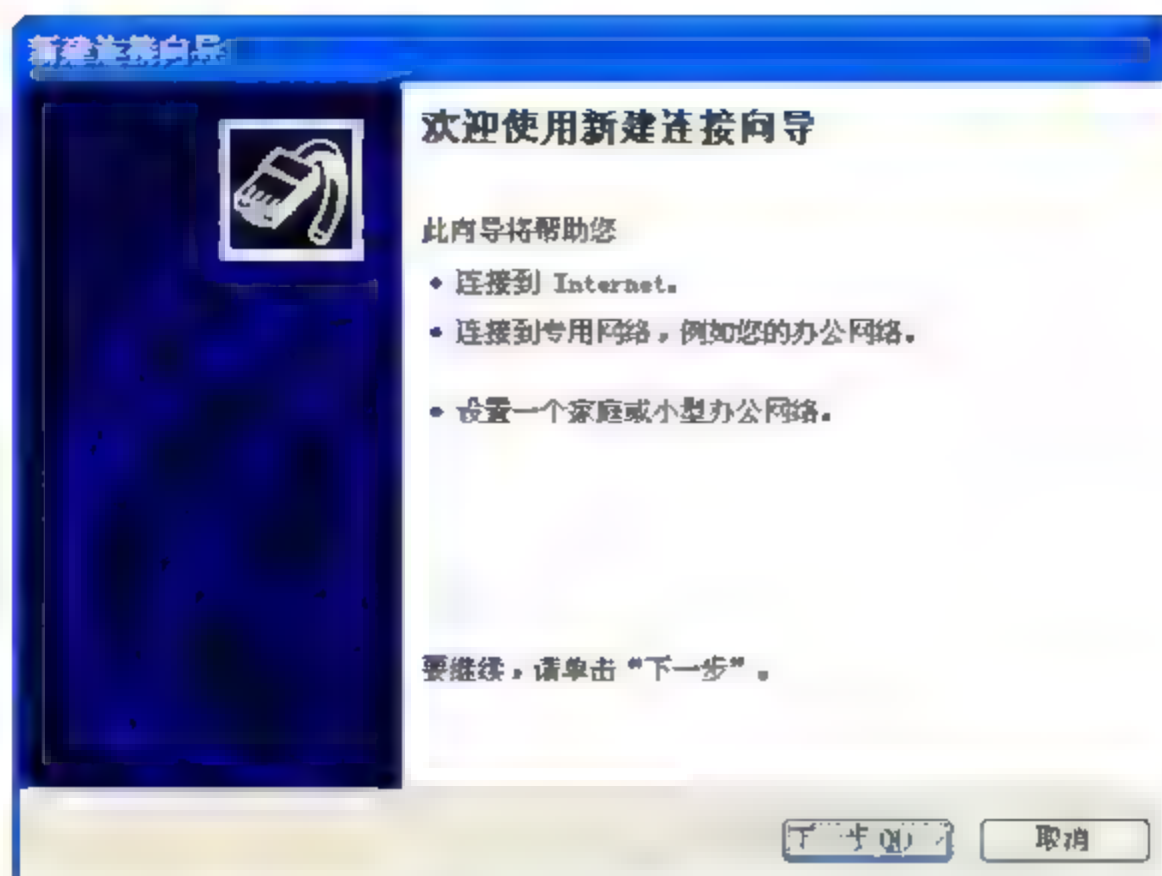 新建连接向导
欢迎使用新建连接向导
此向导将帮助您
• 连接到 Internet。
• 连接到专用网络，例如您的办公网络。
• 设置一个家庭或小型办公网络。
要继续，请单击“下一步”。
下一步(N) >
取消